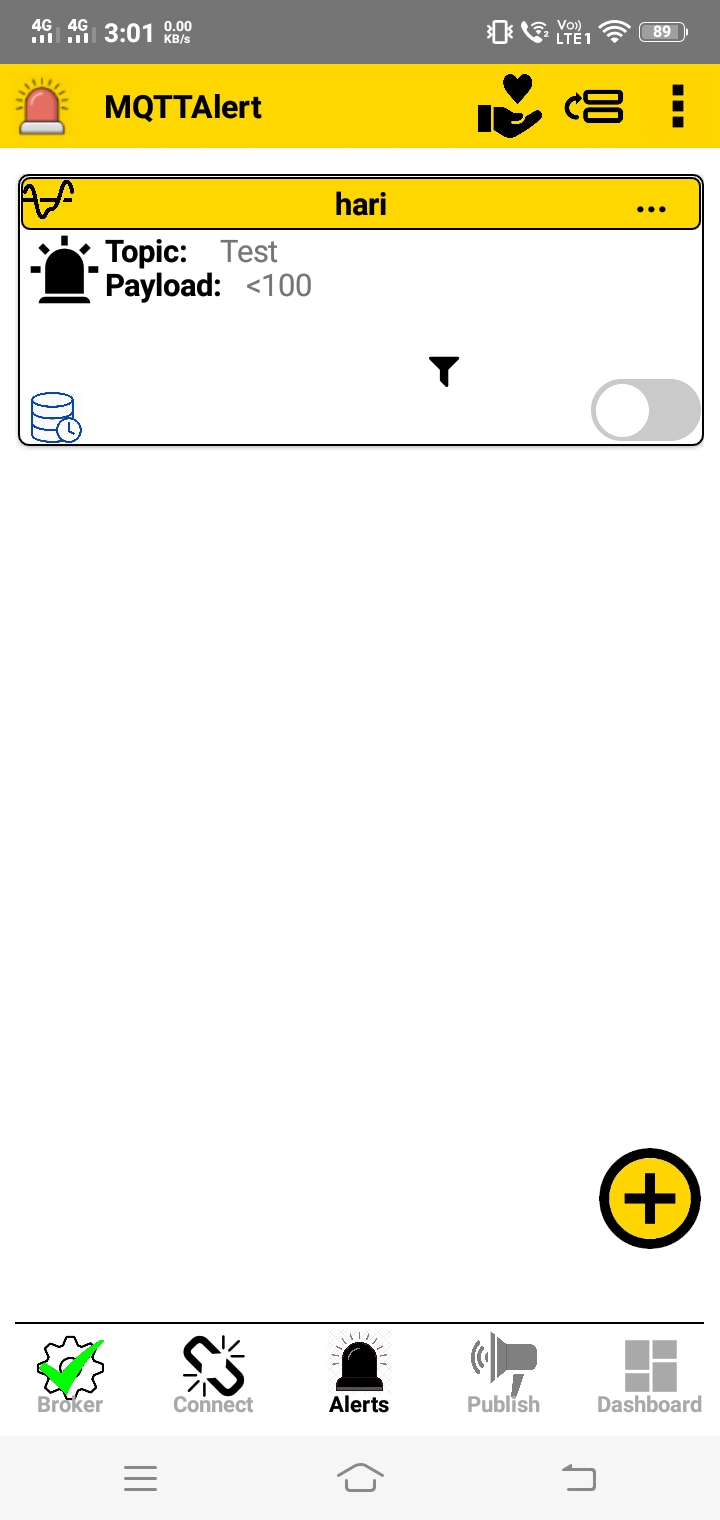 4G 4G 3:01 0.00 KB/s Vo)) LTE1 89
MQTTAlert
hari ...
Topic: Test
Payload: <100
Broker Connect Alerts Publish Dashboard